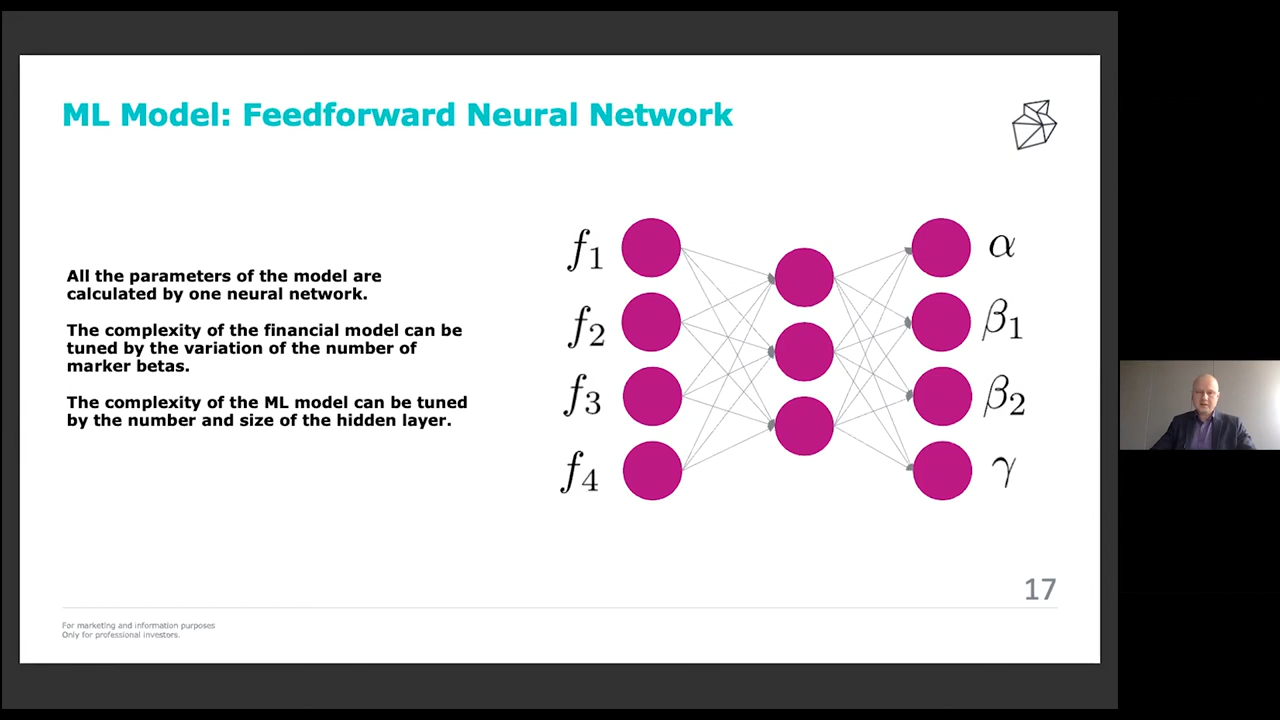 ML Model: Feedforward Neural Network
All the parameters of the model are
calculated by one neural network.
The complexity of the financial model can be
tuned by the variation of the number of
marker betas.
The complexity of the ML model can be tuned
by the number and size of the hidden layer.
f1
f2
f3
f4
α
β1
β2
γ
17
For marketing and information purposes
Only for professional investors.